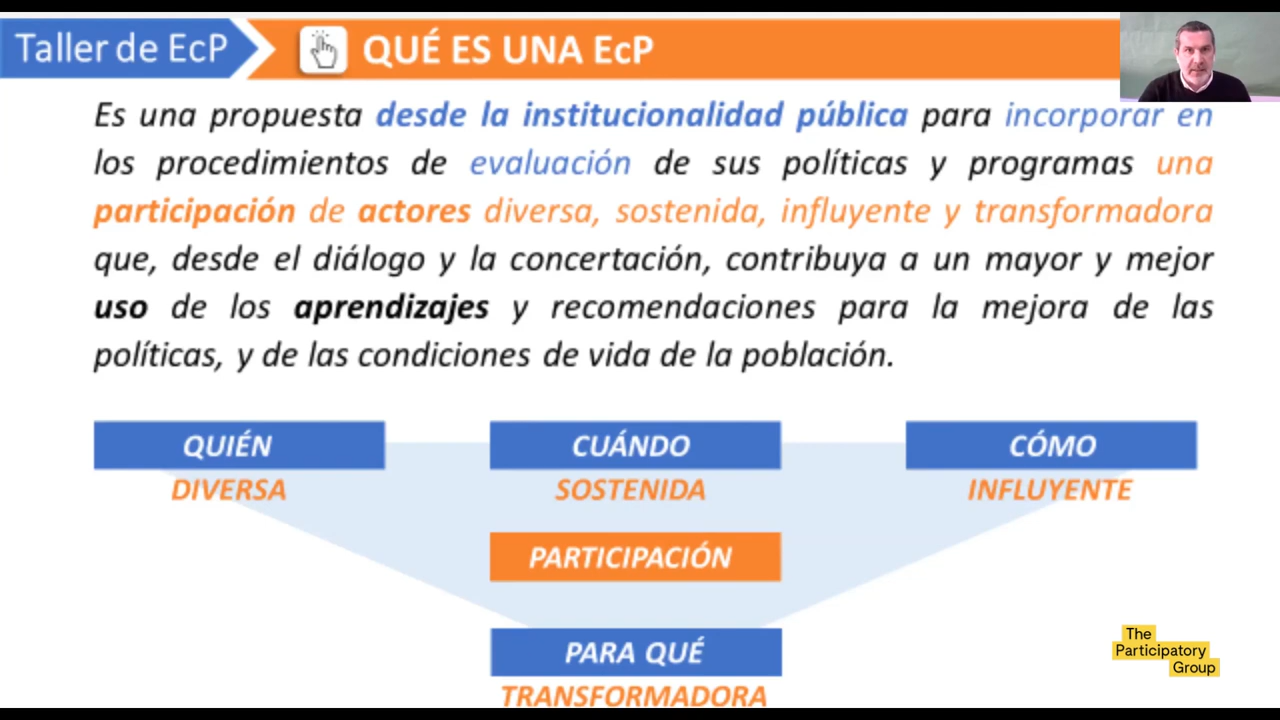 Taller de EcP
QUÉ ES UNA EcP
Es una propuesta desde la institucionalidad pública para incorporar en
los procedimientos de evaluación de sus políticas y programas una
participación de actores diversa, sostenida, influyente y transformadora
que, desde el diálogo y la concertación, contribuya a un mayor y mejor
uso de los aprendizajes y recomendaciones para la mejora de las
políticas, y de las condiciones de vida de la población.
QUIÉN
CUÁNDO
CÓMO
DIVERSA
SOSTENIDA
INFLUYENTE
PARTICIPACIÓN
PARA QUÉ
TRANSFORMADORA
The
Participatory
Group